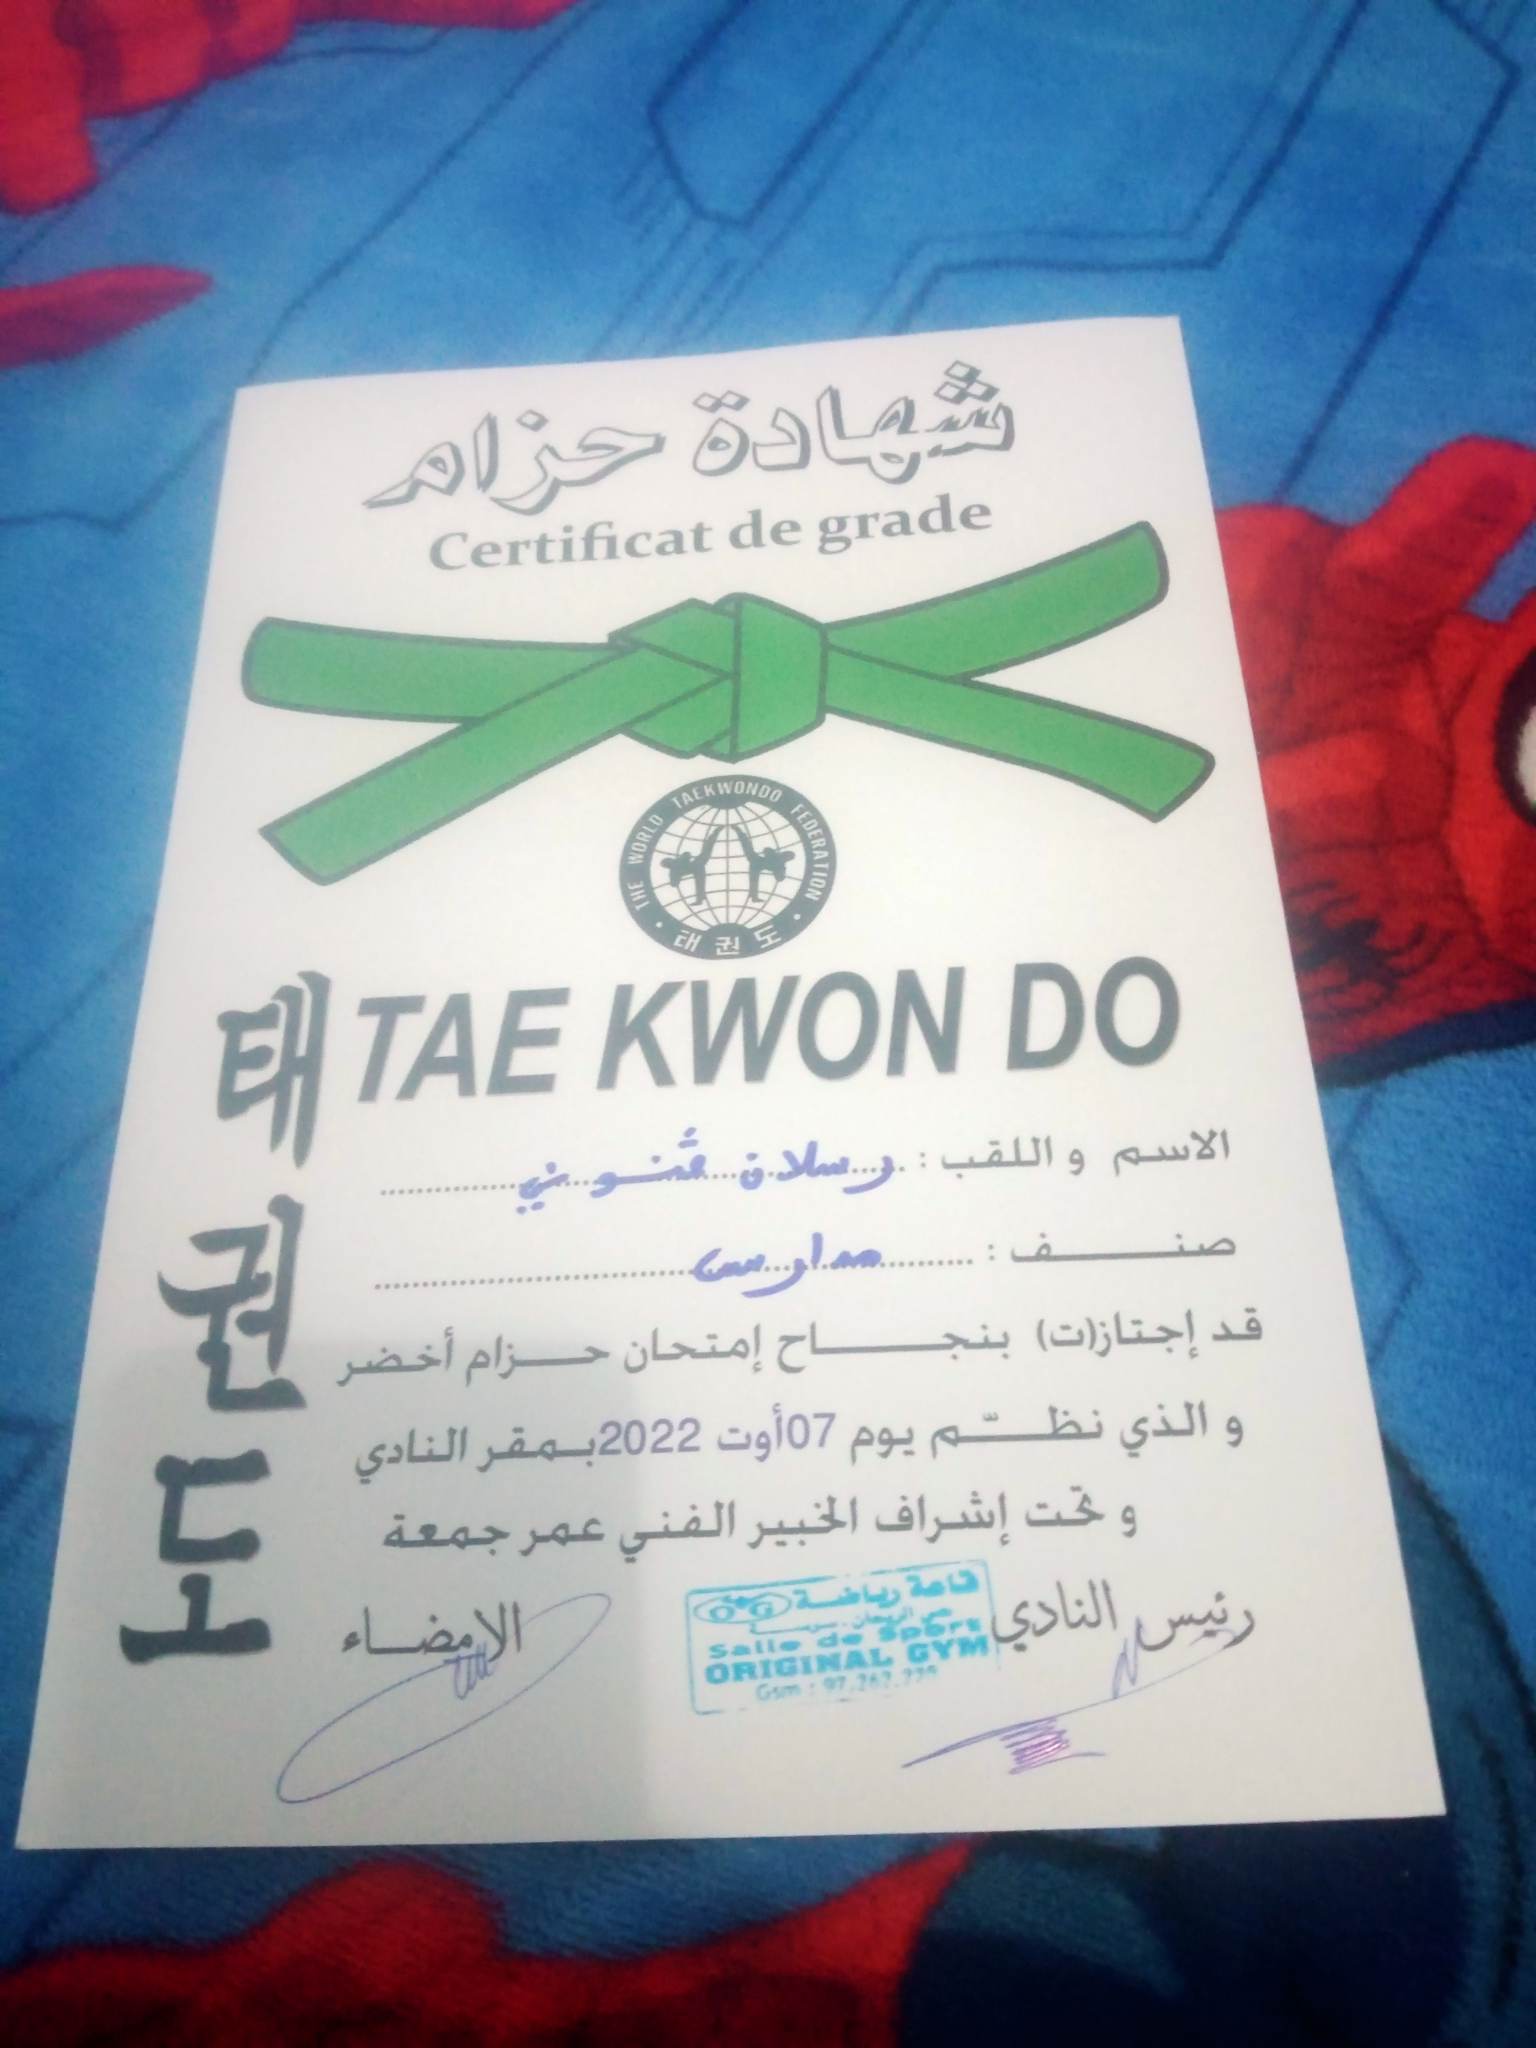 شهادة حزام
Certificat de grade
THE WORLD TAEKWONDO FEDERATION
태권도
TAE KWON DO
태권도
الاسم و اللقب : رسلان
صنف : مدارس
قد إجتاز(ت) بنجاح إمتحان حزام أخضر
و الذي نظّم يوم 07أوت 2022بمقر النادي
و تحت إشراف الخبير الفني عمر جمعة
رئيس النادي
الامضاء
قاعة رياضة
Salle de Sport
ORIGINAL GYM
Gsm :